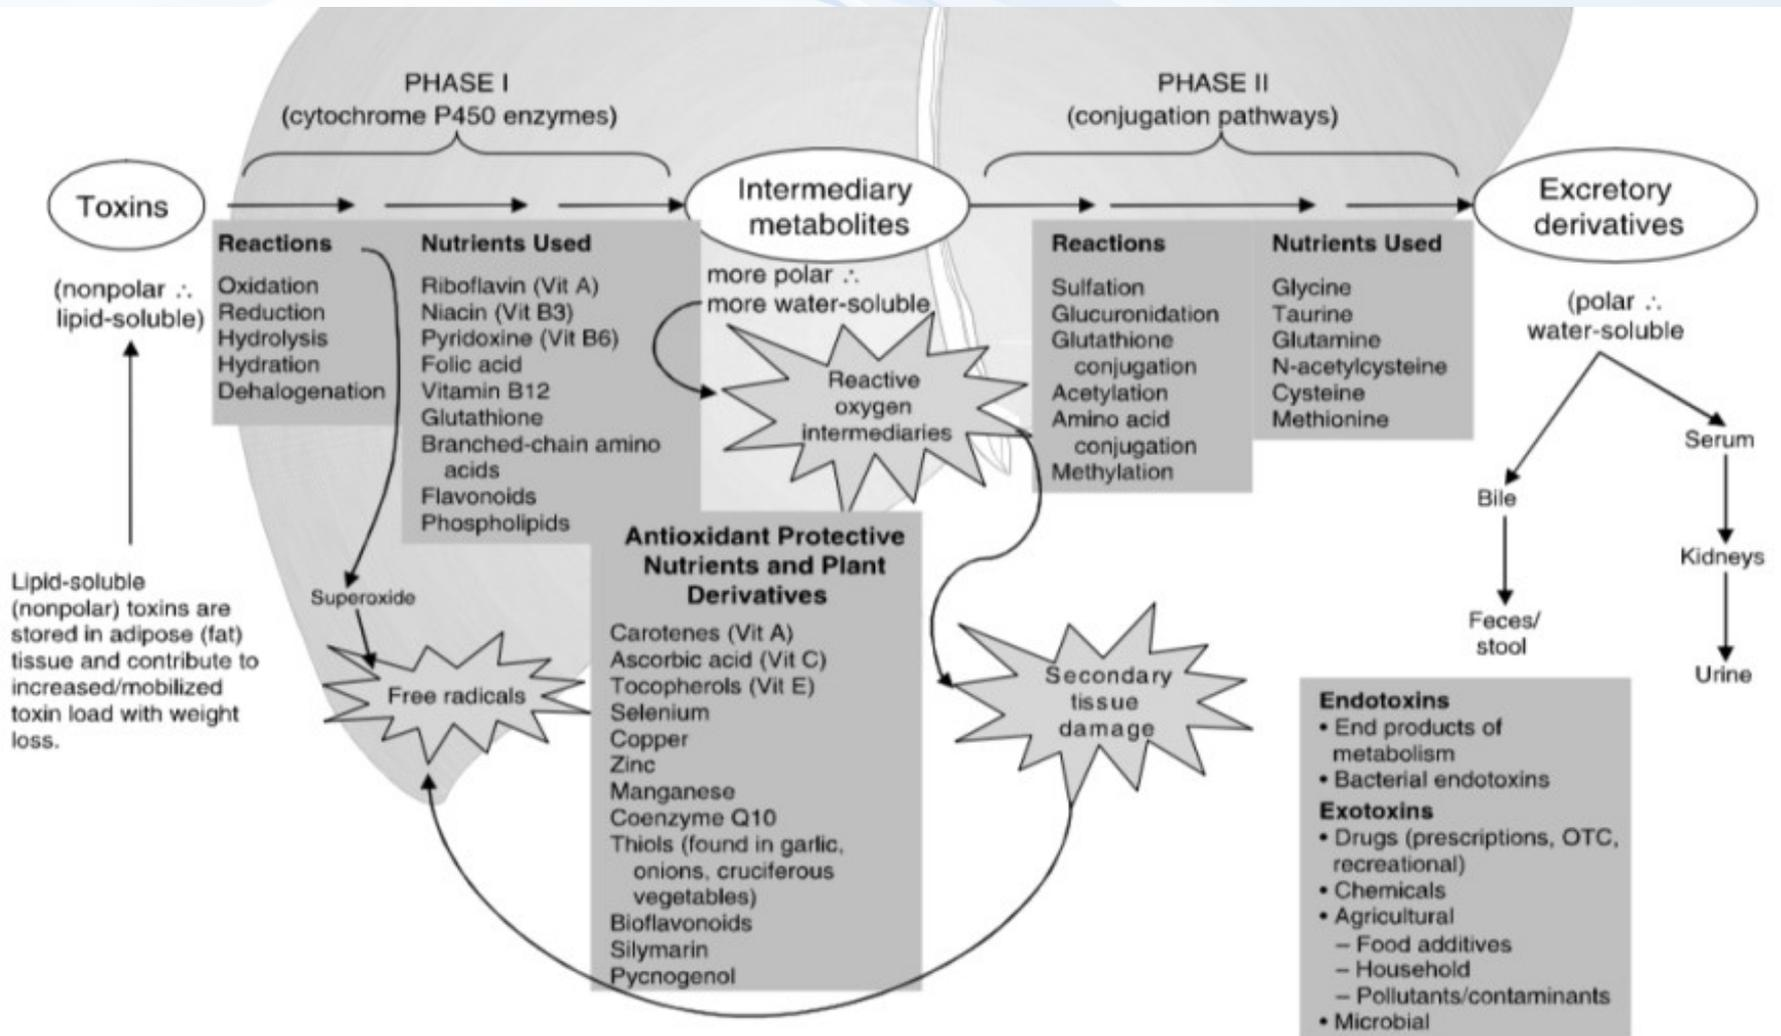 PHASE I
(cytochrome P450 enzymes)
PHASE II
(conjugation pathways)
Toxins
Intermediary
metabolites
Excretory
derivatives
(nonpolar ∴
lipid-soluble)
Lipid-soluble
(nonpolar) toxins are
stored in adipose (fat)
tissue and contribute to
increased/mobilized
toxin load with weight
loss.
Reactions
Oxidation
Reduction
Hydrolysis
Hydration
Dehalogenation
Nutrients Used
Riboflavin (Vit A)
Niacin (Vit B3)
Pyridoxine (Vit B6)
Folic acid
Vitamin B12
Glutathione
Branched-chain amino
acids
Flavonoids
Phospholipids
more polar ∴
more water-soluble
Reactive
oxygen
intermediaries
Reactions
Sulfation
Glucuronidation
Glutathione
conjugation
Acetylation
Amino acid
conjugation
Methylation
Nutrients Used
Glycine
Taurine
Glutamine
N-acetylcysteine
Cysteine
Methionine
(polar ∴
water-soluble
Bile
Feces/
stool
Serum
Kidneys
Urine
Superoxide
Free radicals
Antioxidant Protective
Nutrients and Plant
Derivatives
Carotenes (Vit A)
Ascorbic acid (Vit C)
Tocopherols (Vit E)
Selenium
Copper
Zinc
Manganese
Coenzyme Q10
Thiols (found in garlic,
onions, cruciferous
vegetables)
Bioflavonoids
Silymarin
Pycnogenol
Secondary
tissue
damage
Endotoxins
• End products of
metabolism
• Bacterial endotoxins
Exotoxins
• Drugs (prescriptions, OTC,
recreational)
• Chemicals
• Agricultural
– Food additives
– Household
– Pollutants/contaminants
• Microbial